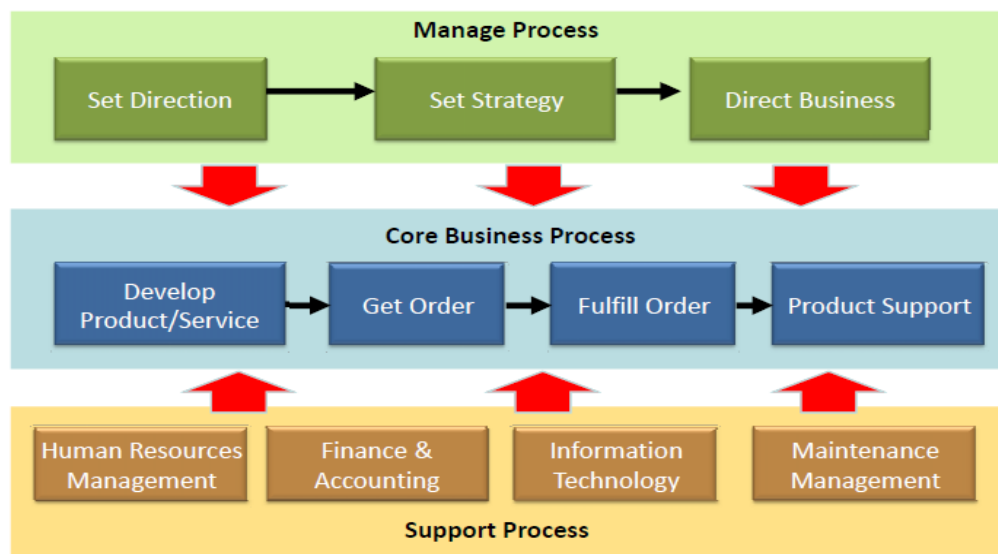 Manage Process
Set Direction
Set Strategy
Direct Business
Core Business Process
Develop
Product/Service
Get Order
Fulfill Order
Product Support
Human Resources
Management
Finance &
Accounting
Information
Technology
Maintenance
Management
Support Process